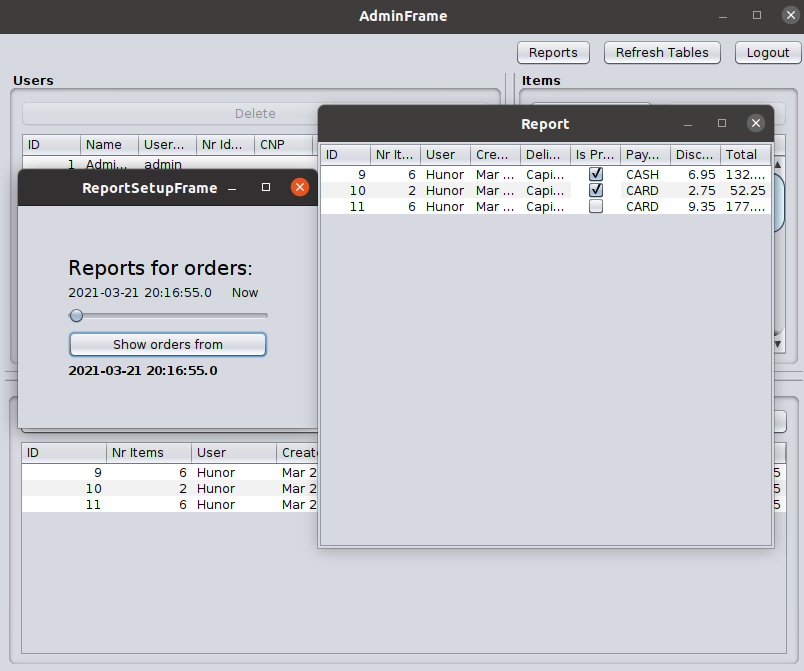 AdminFrame
Reports Refresh Tables Logout
Users
Items
Delete
ID Name User... Nr Id... CNP
1 Admi... admin
Report
ID Nr It... User Cre... Deli... Is Pr... Pay... Disc... Total
9 6 Hunor Mar ... Capi... CASH 6.95 132....
10 2 Hunor Mar ... Capi... CARD 2.75 52.25
11 6 Hunor Mar ... Capi... CARD 9.35 177....
ReportSetupFrame
Reports for orders:
2021-03-21 20:16:55.0 Now
Show orders from
2021-03-21 20:16:55.0
ID Nr Items User Create
9 6 Hunor Mar 2 5
10 2 Hunor Mar 2 5
11 6 Hunor Mar 2 5